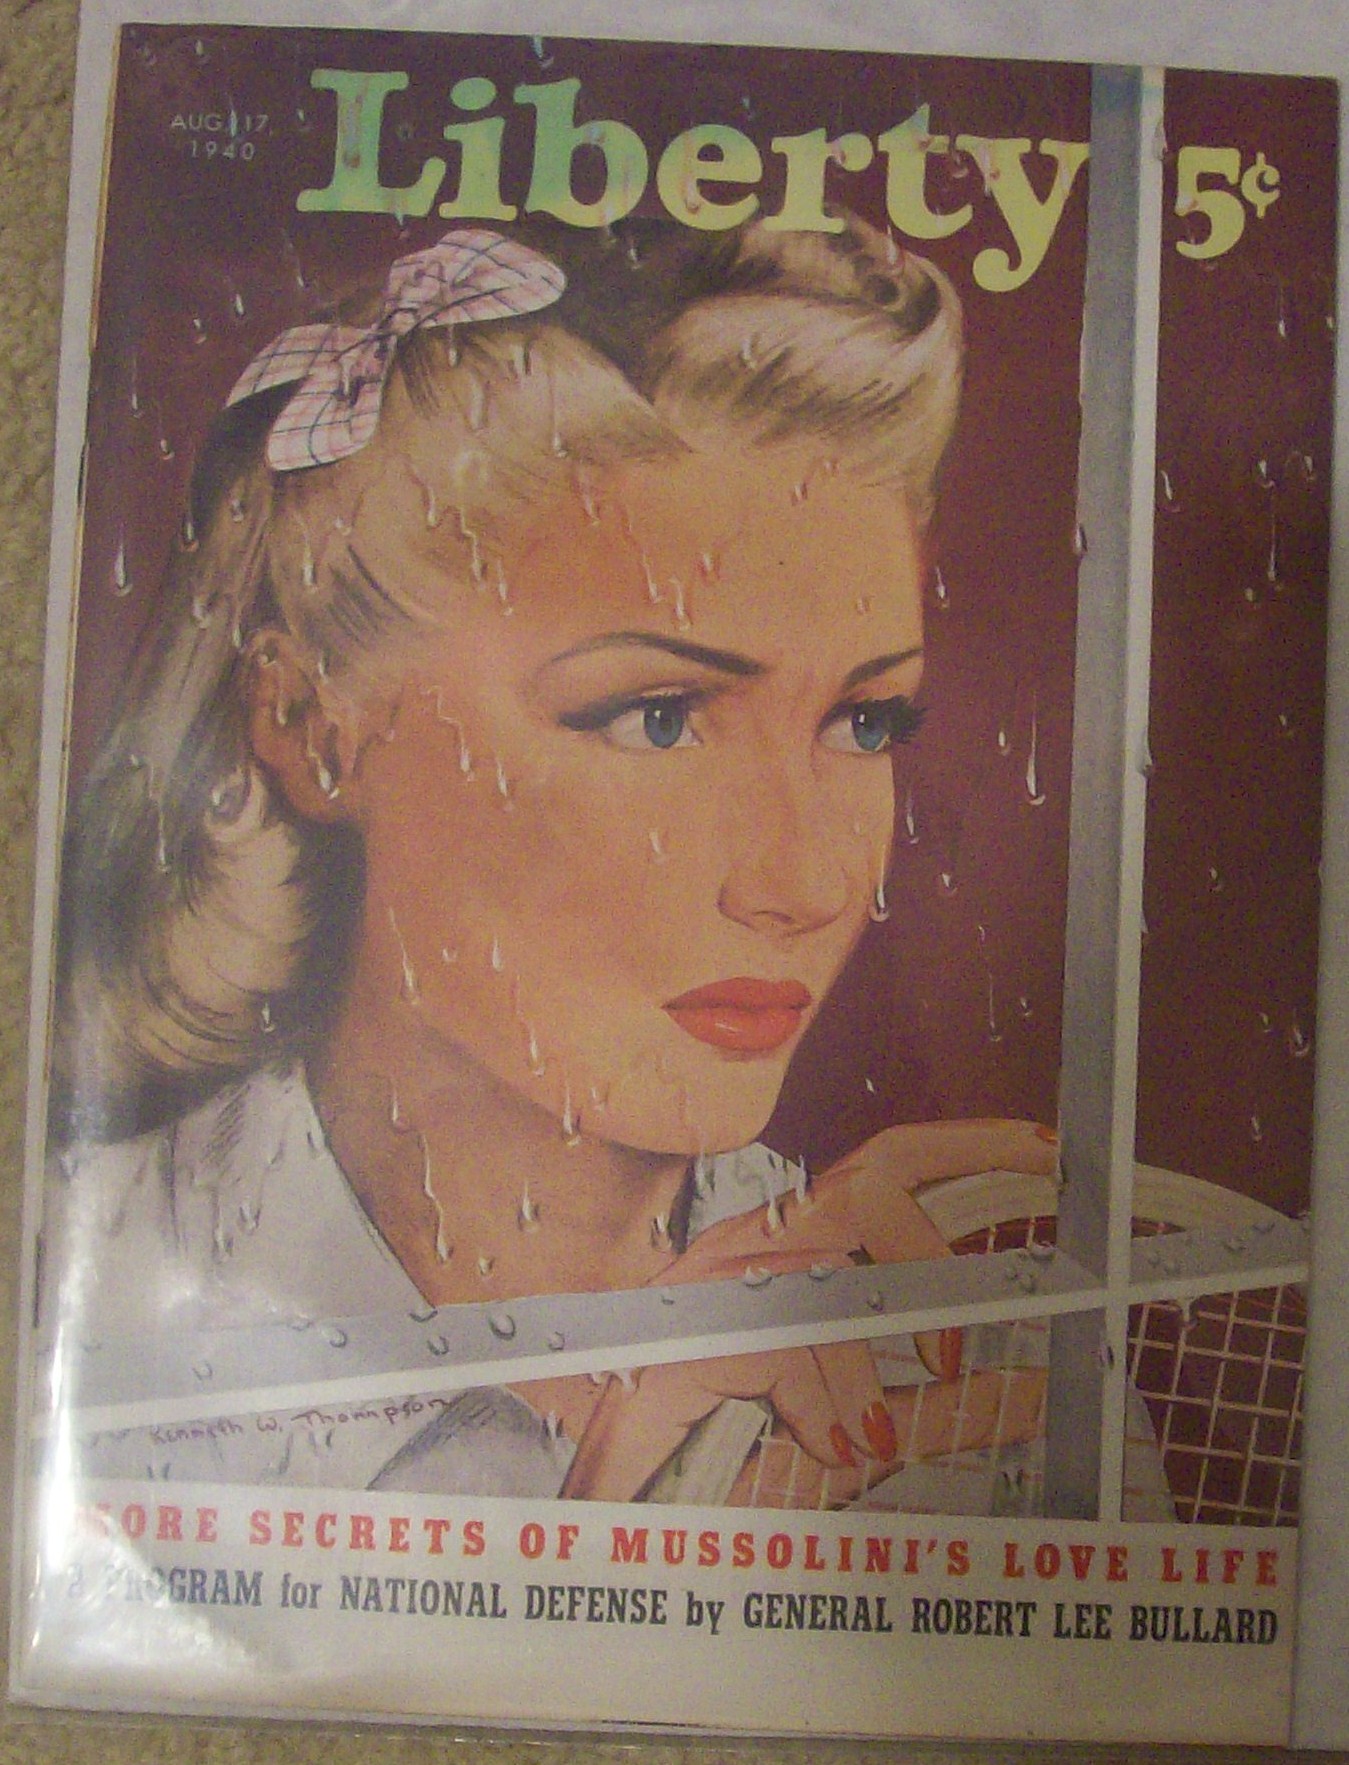 AUG. 17,
1940
Liberty
5¢
Kenneth W. Thompson
MORE SECRETS OF MUSSOLINI'S LOVE LIFE
PROGRAM for NATIONAL DEFENSE by GENERAL ROBERT LEE BULLARD